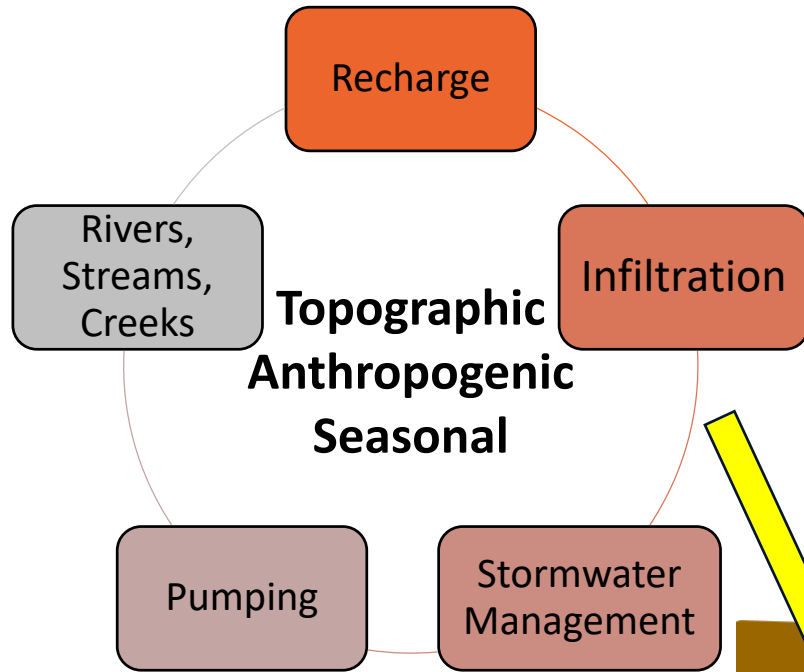 Recharge
Infiltration
Stormwater
Management
Pumping
Rivers,
Streams,
Creeks
Topographic
Anthropogenic
Seasonal